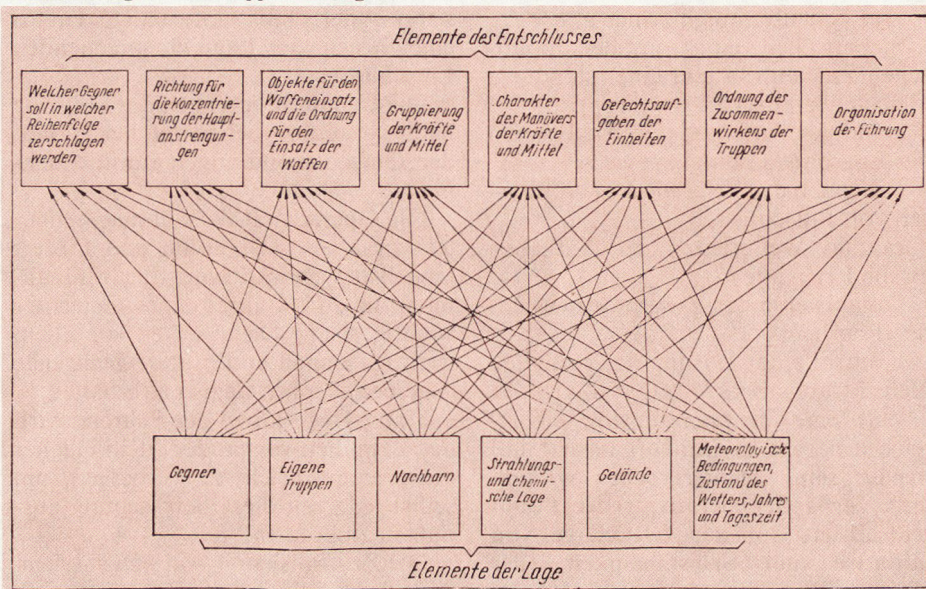 Elemente des Entschlusses
Welcher Gegner
soll in welcher
Reihenfolge
zerschlagen
werden
Richtung für
die Konzentrie-
rung der Haupt-
anstrengun-
gen
Objekte für den
Waffeneinsatz
und die Ordnung
für den
Einsatz der
Waffen
Gruppierung
der Kräfte
und Mittel
Charakter
des Manövers
der Kräfte
und Mittel
Gefechtsauf-
gaben der
Einheiten
Ordnung des
Zusammen-
wirkens der
Truppen
Organisation
der Führung
Gegner
Eigene
Truppen
Nachbarn
Strahlungs-
und chemi-
sche Lage
Gelände
Meteorologische
Bedingungen,
Zustand des
Wetters, Jahres
und Tageszeit
Elemente der Lage